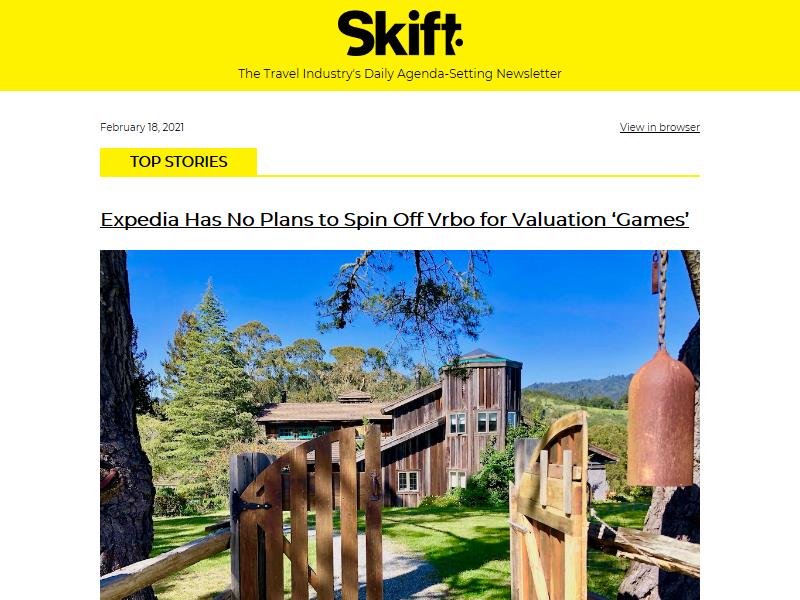 Skift
The Travel Industry's Daily Agenda-Setting Newsletter
February 18, 2021
View in browser
TOP STORIES
Expedia Has No Plans to Spin Off Vrbo for Valuation ‘Games’